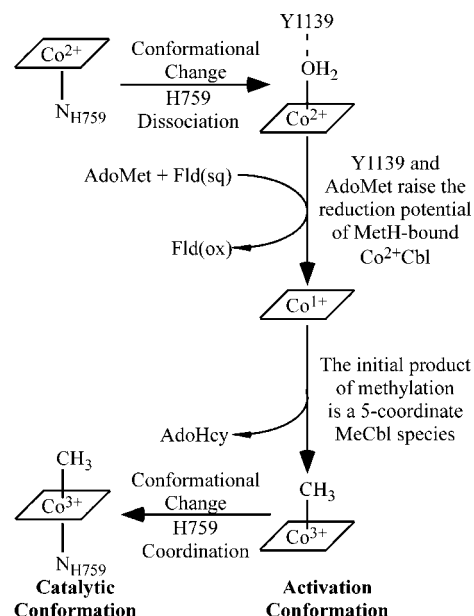 Y1139
Co2+
Conformational
Change
H759
Dissociation
OH2
NH759
Co2+
AdoMet + Fld(sq)
Fld(ox)
Y1139 and
AdoMet raise the
reduction potential
of MetH-bound
Co2+Cbl
Co1+
The initial product
of methylation
is a 5-coordinate
MeCbl species
AdoHcy
CH3
Co3+
NH759
Conformational
Change
H759
Coordination
CH3
Co3+
Catalytic
Conformation
Activation
Conformation